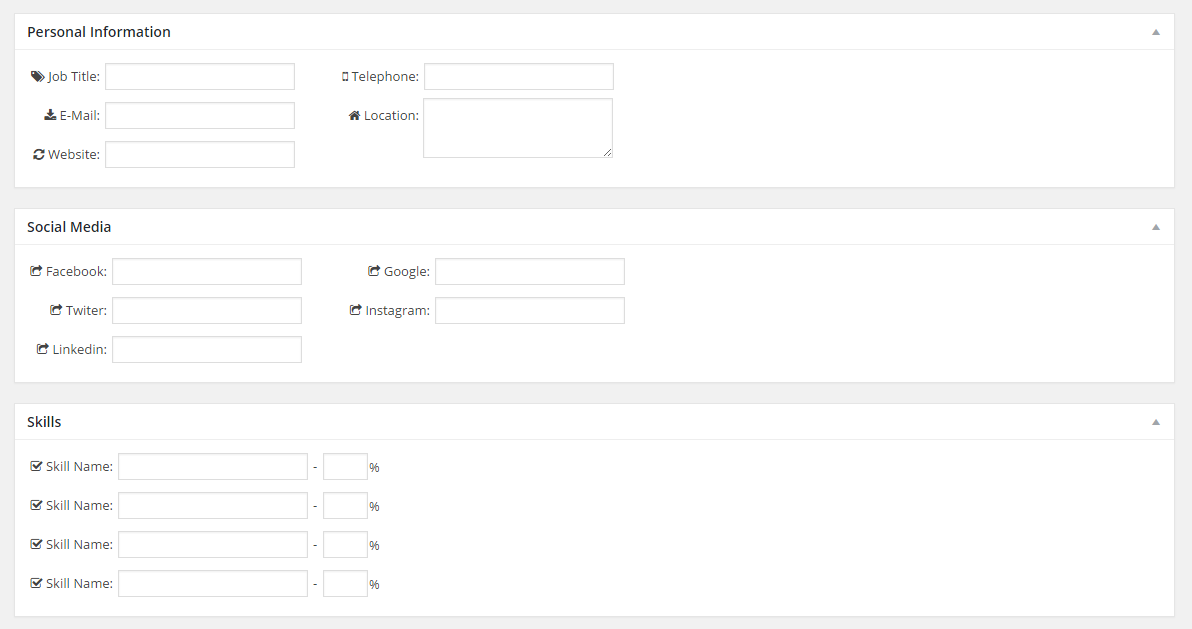 Personal Information
Job Title:
Telephone:
E-Mail:
Location:
Website:
Social Media
Facebook:
Google:
Twiter:
Instagram:
Linkedin:
Skills
Skill Name: - %
Skill Name: - %
Skill Name: - %
Skill Name: - %